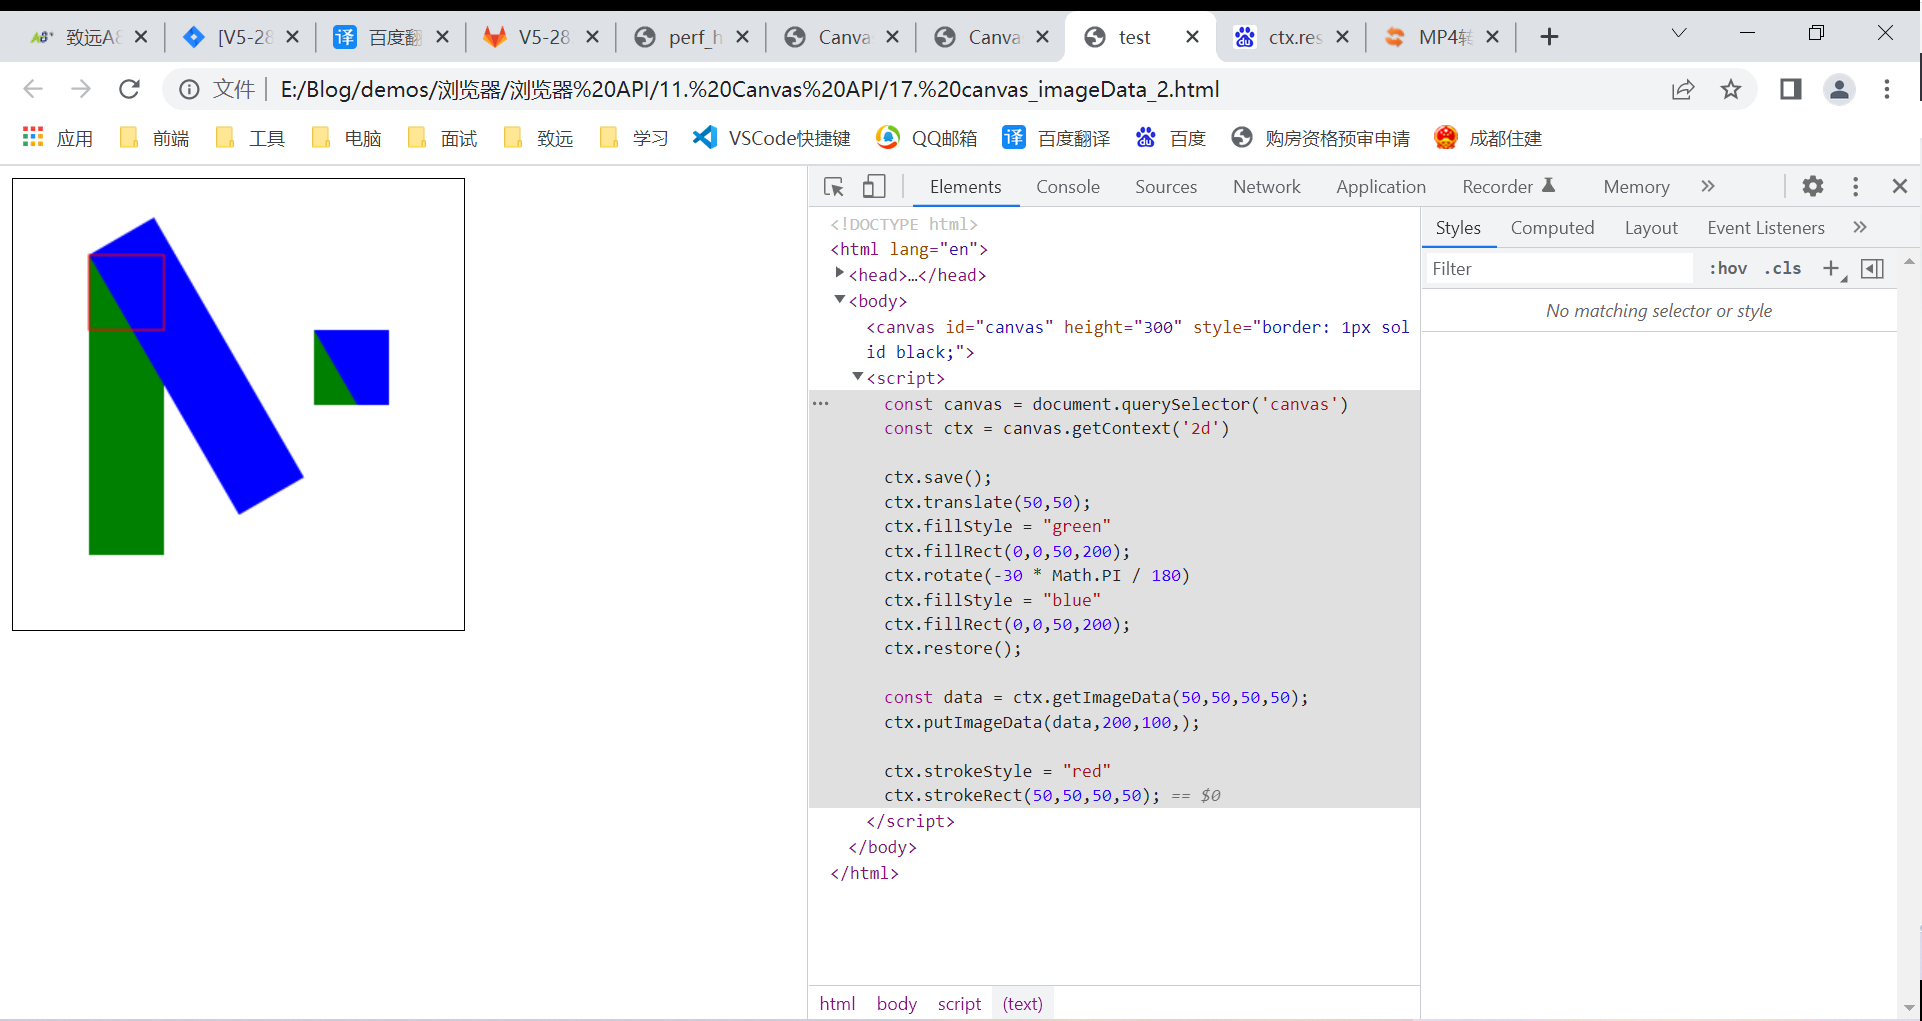 致远A8 [V5-28 百度翻 V5-28 perf_h Canva Canva test ctx.res MP4转
文件 E:/Blog/demos/浏览器/浏览器%20API/11.%20Canvas%20API/17.%20canvas_imageData_2.html
应用 前端 工具 电脑 面试 致远 学习 VSCode快捷键 QQ邮箱 译 百度翻译 百度 购房资格预审申请 成都住建
Elements Console Sources Network Application Recorder Memory
Styles Computed Layout Event Listeners
Filter :hov .cls
No matching selector or style
<!DOCTYPE html>
<html lang="en">
<head>…</head>
<body>
<canvas id="canvas" height="300" style="border: 1px sol
id black;">
<script>
const canvas = document.querySelector('canvas')
const ctx = canvas.getContext('2d')
ctx.save();
ctx.translate(50,50);
ctx.fillStyle = "green"
ctx.fillRect(0,0,50,200);
ctx.rotate(-30 * Math.PI / 180)
ctx.fillStyle = "blue"
ctx.fillRect(0,0,50,200);
ctx.restore();
const data = ctx.getImageData(50,50,50,50);
ctx.putImageData(data,200,100,);
ctx.strokeStyle = "red"
ctx.strokeRect(50,50,50,50); == $0
</script>
</body>
</html>
html body script (text)